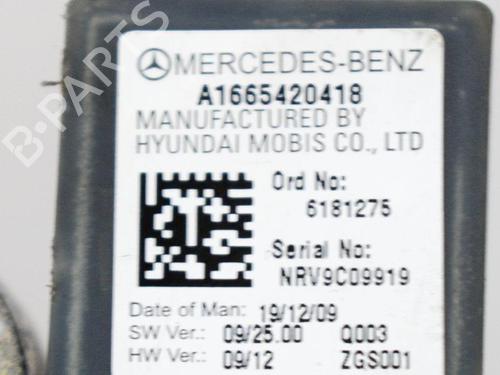 MERCEDES-BENZ
A1665420418
MANUFACTURED BY
HYUNDAI MOBIS CO., LTD
Ord No:
6181275
Serial No:
NRV9C09919
Date of Man: 19/12/09
SW Ver.: 09/25.00 Q003
HW Ver.: 09/12 ZGS001
B-PARTS